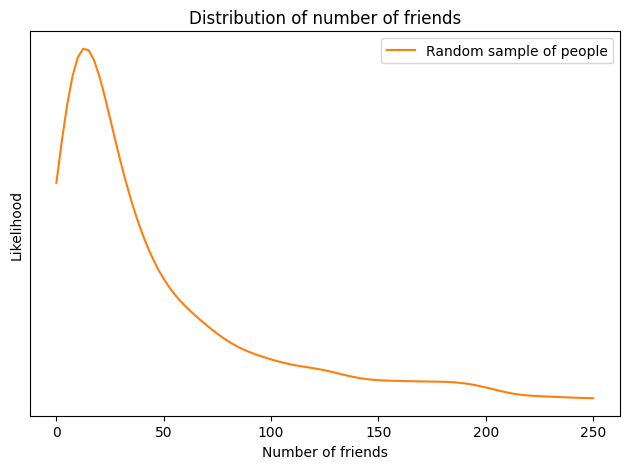 Distribution of number of friends
Random sample of people
Likelihood
0 50 100 150 200 250
Number of friends